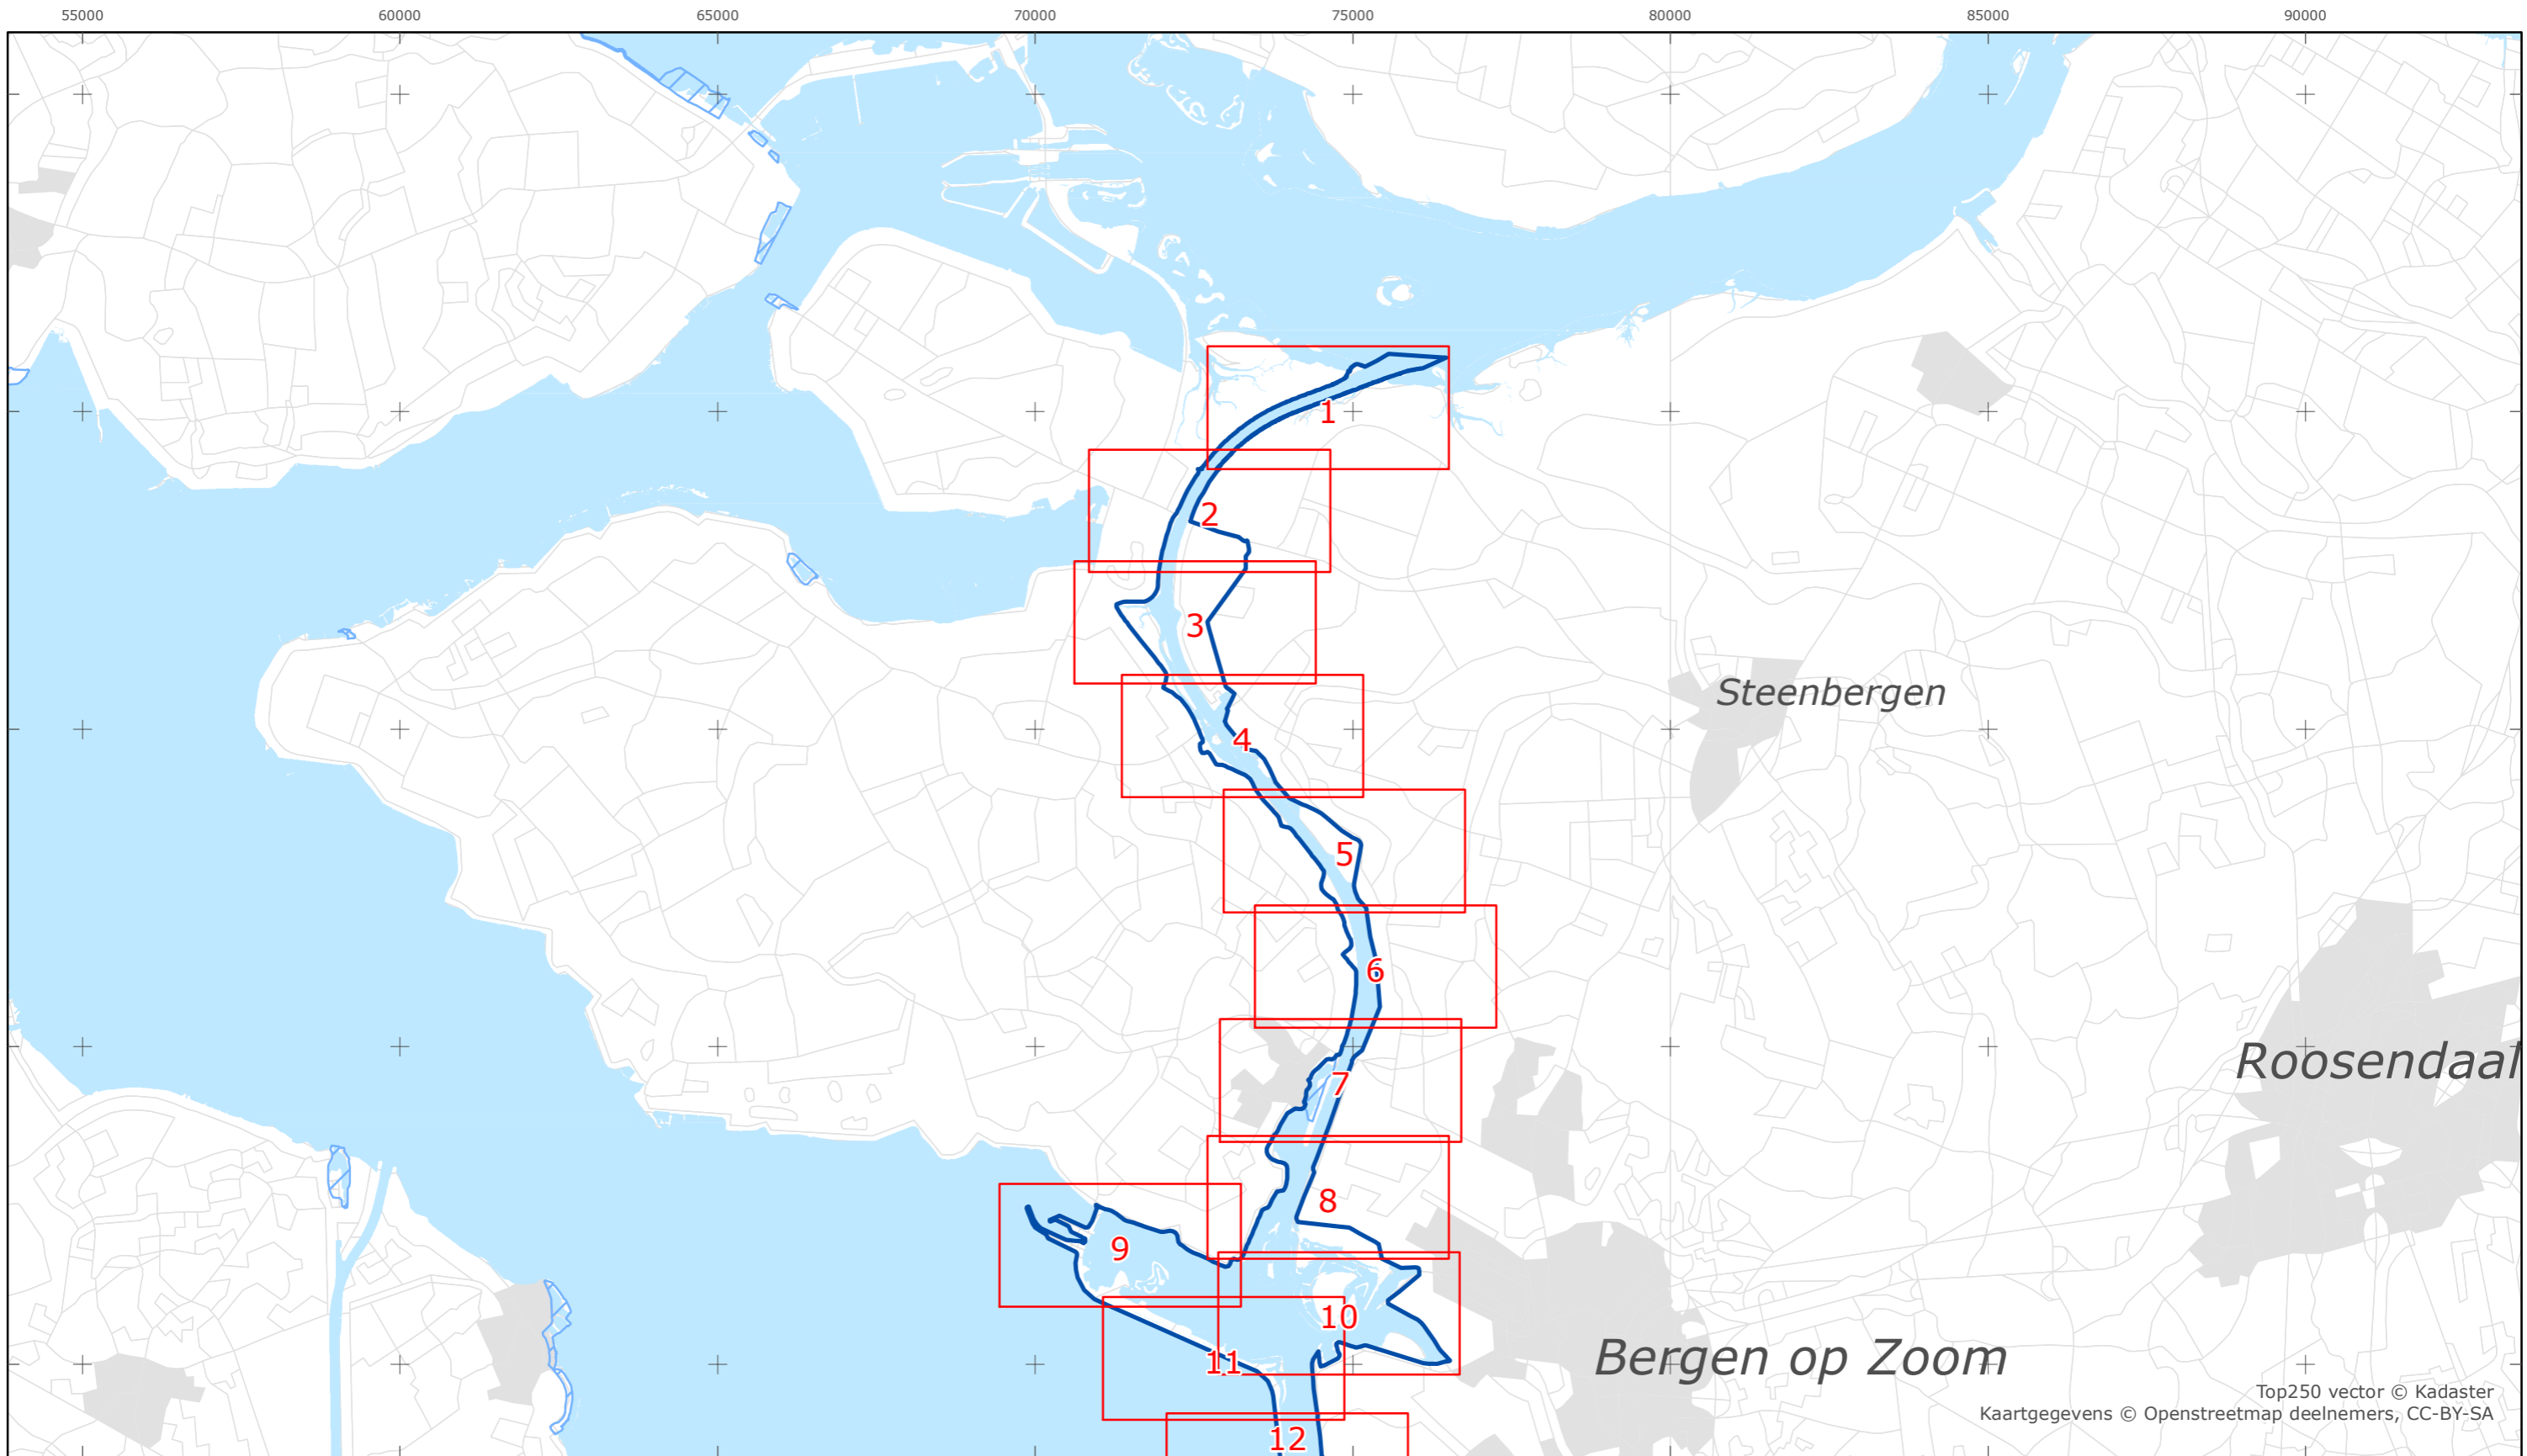 55000 60000 65000 70000 75000 80000 85000 90000
1
2
3
Steenbergen
4
5
6
Roosendaal
7
8
9
10
Bergen op Zoom
11
Top250 vector © Kadaster
Kaartgegevens © Openstreetmap deelnemers, CC-BY-SA
12